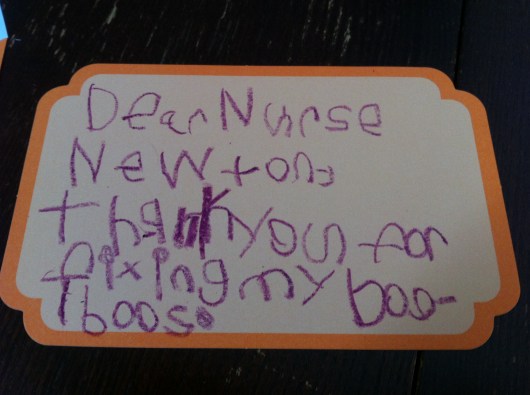 Dear Nurse
Newton,
thank you for
fixing my boo-
boos.